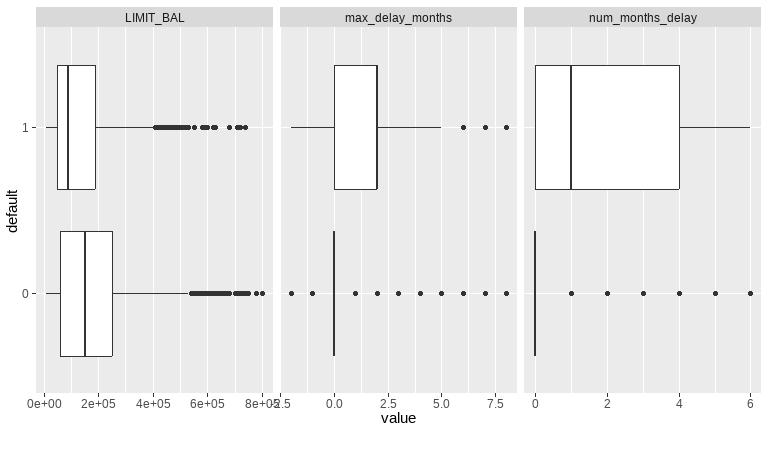 LIMIT_BAL max_delay_months num_months_delay
default
1
0
0e+00 2e+05 4e+05 6e+05 8e+05 -2.5 0.0 2.5 5.0 7.5 0 2 4 6
value